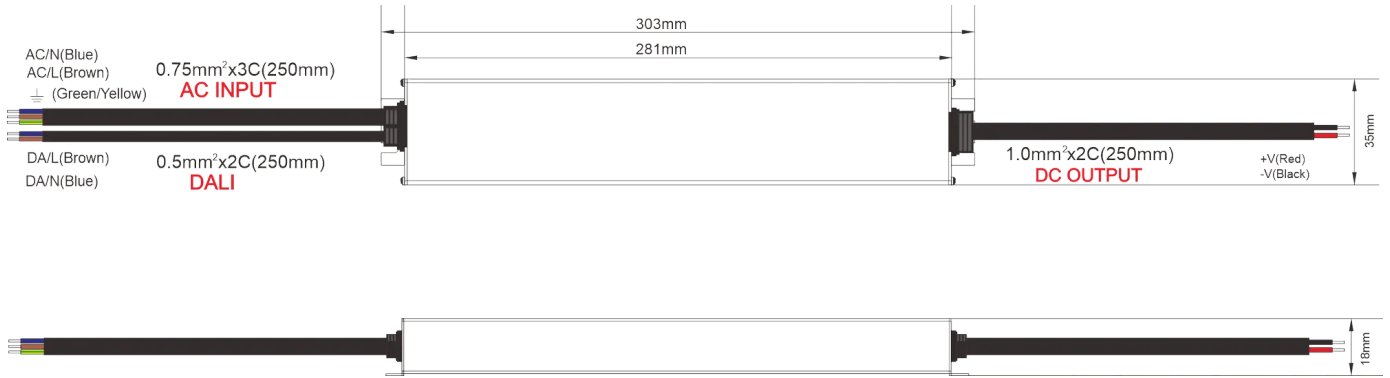 303mm
281mm
AC/N(Blue)
AC/L(Brown)
⏚ (Green/Yellow)
0.75mm²x3C(250mm)
AC INPUT
DA/L(Brown)
DA/N(Blue)
0.5mm²x2C(250mm)
DALI
1.0mm²x2C(250mm)
DC OUTPUT
+V(Red)
-V(Black)
35mm
18mm